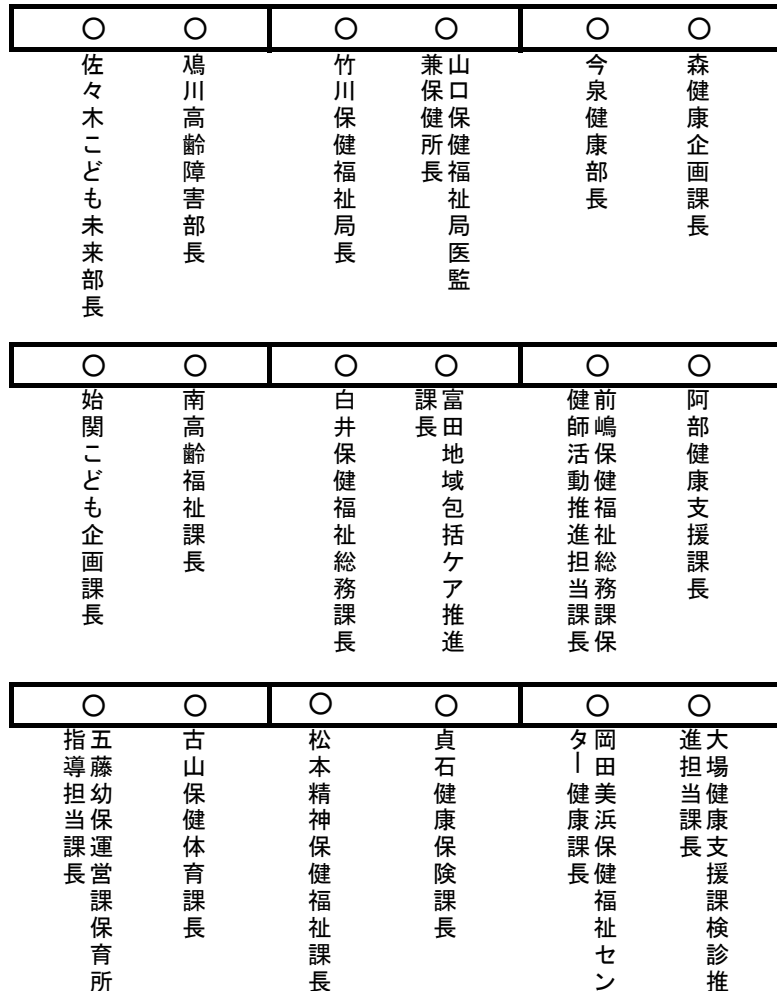 森健康企画課長
今泉健康部長
山口保健福祉局医監
兼保健所長
竹川保健福祉局長
川高齢障害部長
佐々木こども未来部長
阿部健康支援課長
前嶋保健福祉総務課保
健師活動推進担当課長
富田地域包括ケア推進
課長
白井保健福祉総務課長
南高齢福祉課長
始関こども企画課長
大場健康支援課検診推
進担当課長
岡田美浜保健福祉セン
ター健康課長
貞石健康保険課長
松本精神保健福祉課長
古山保健体育課長
五藤幼保運営課保育所
指導担当課長